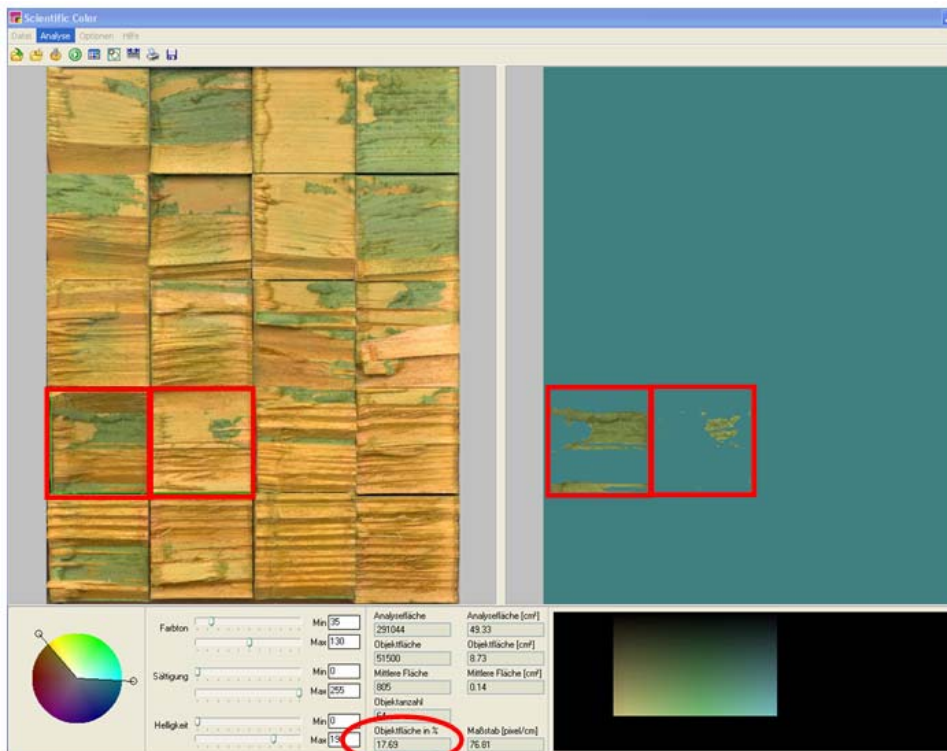 Scientific Color
Datei Analyse Optionen Hilfe
Farbton
Min 35
Max 130
Sättigung
Min 0
Max 255
Helligkeit
Min 0
Max
Analysefläche
291044
Objektfläche
51500
Mittlere Fläche
805
Objektanzahl
64
Objektfläche in %
17.69
Analysefläche [cm²]
49.33
Objektfläche [cm²]
8.73
Mittlere Fläche [cm²]
0.14
Maßstab [pixel/cm]
76.81